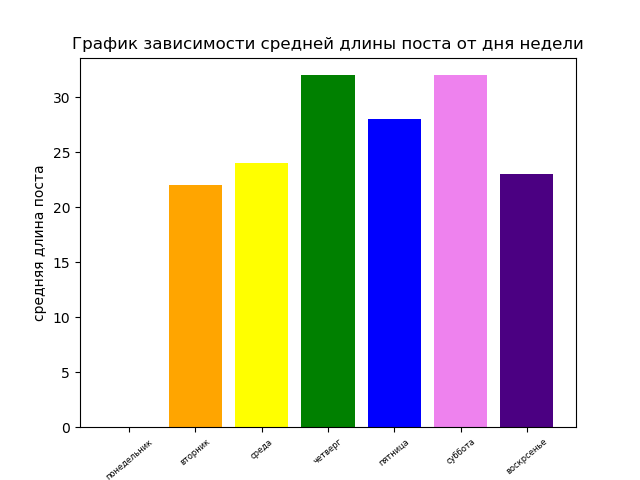 График зависимости средней длины поста от дня недели
средняя длина поста
30
25
20
15
10
5
0
понедельник
вторник
среда
четверг
пятница
суббота
воскрсенье